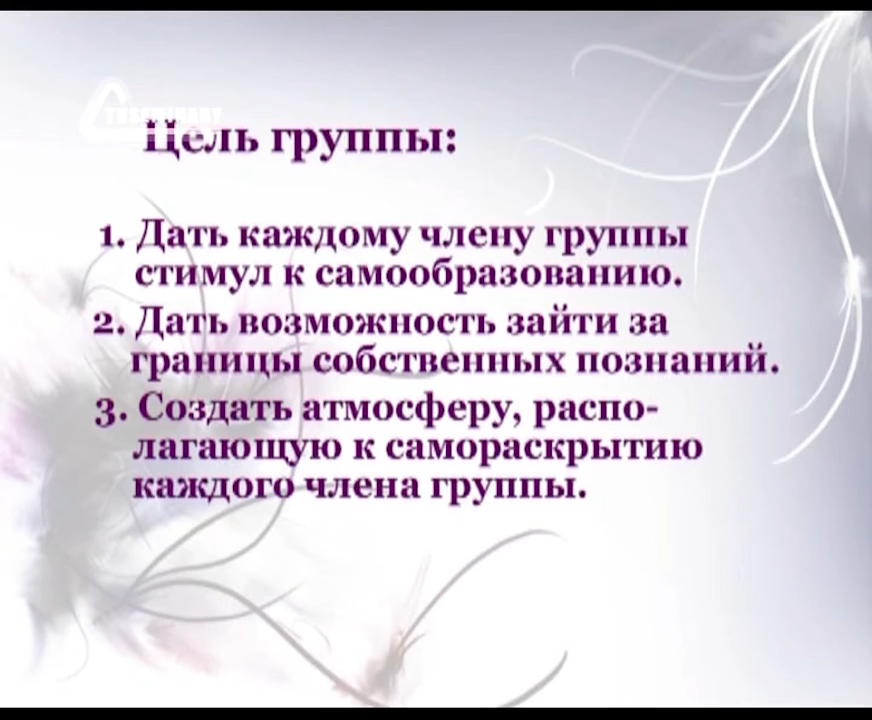 Цель группы:
1. Дать каждому члену группы
стимул к самообразованию.
2. Дать возможность зайти за
границы собственных познаний.
3. Создать атмосферу, распо-
лагающую к самораскрытию
каждого члена группы.